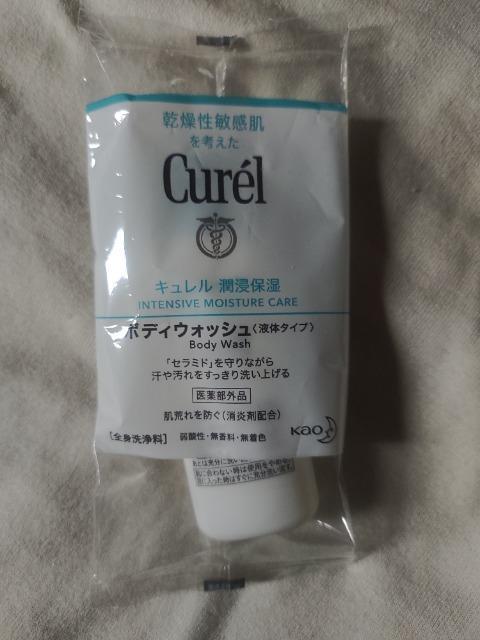 乾燥性敏感肌
を考えた
Curél
キュレル 潤浸保湿
INTENSIVE MOISTURE CARE
ボディウォッシュ〈液体タイプ〉
Body Wash
「セラミド」を守りながら
汗や汚れをすっきり洗い上げる
医薬部外品
肌荒れを防ぐ（消炎剤配合）
［全身洗浄料］ 弱酸性・無香料・無着色
Kao